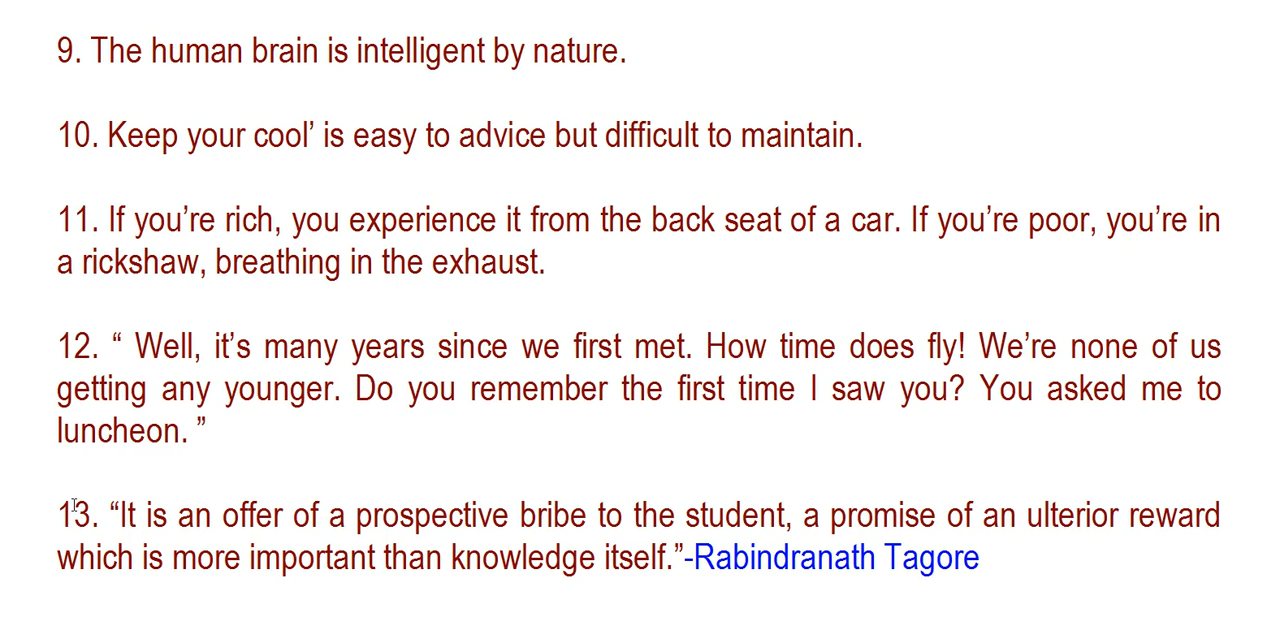 9. The human brain is intelligent by nature.
10. Keep your cool’ is easy to advice but difficult to maintain.
11. If you’re rich, you experience it from the back seat of a car. If you’re poor, you’re in
a rickshaw, breathing in the exhaust.
12. “ Well, it’s many years since we first met. How time does fly! We’re none of us
getting any younger. Do you remember the first time I saw you? You asked me to
luncheon. ”
13. “It is an offer of a prospective bribe to the student, a promise of an ulterior reward
which is more important than knowledge itself.”-Rabindranath Tagore